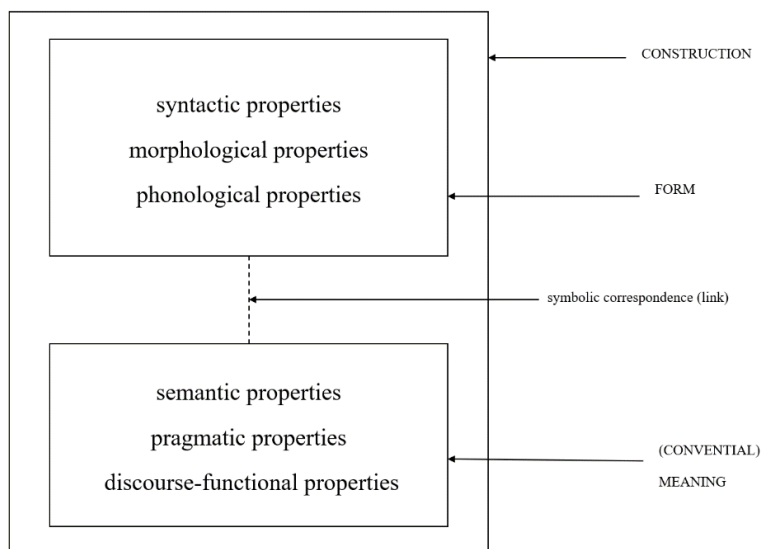 CONSTRUCTION
syntactic properties
morphological properties
phonological properties
FORM
symbolic correspondence (link)
semantic properties
pragmatic properties
discourse-functional properties
(CONVENTIAL)
MEANING